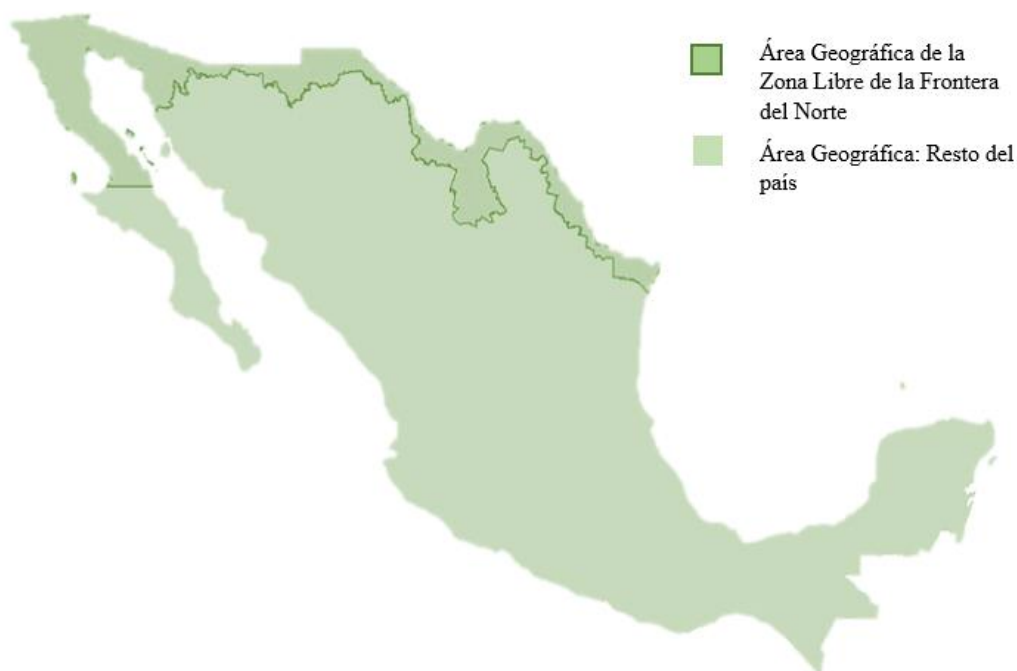 Área Geográfica de la
Zona Libre de la Frontera
del Norte
Área Geográfica: Resto del
país